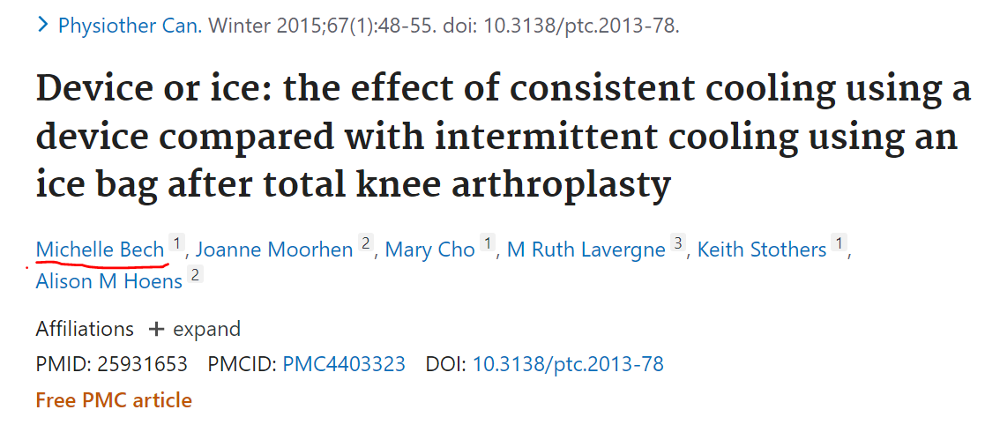 Physiother Can. Winter 2015;67(1):48-55. doi: 10.3138/ptc.2013-78.
Device or ice: the effect of consistent cooling using a
device compared with intermittent cooling using an
ice bag after total knee arthroplasty
Michelle Bech 1, Joanne Moorhen 2, Mary Cho 1, M Ruth Lavergne 3, Keith Stothers 1,
Alison M Hoens 2
Affiliations + expand
PMID: 25931653 PMCID: PMC4403323 DOI: 10.3138/ptc.2013-78
Free PMC article